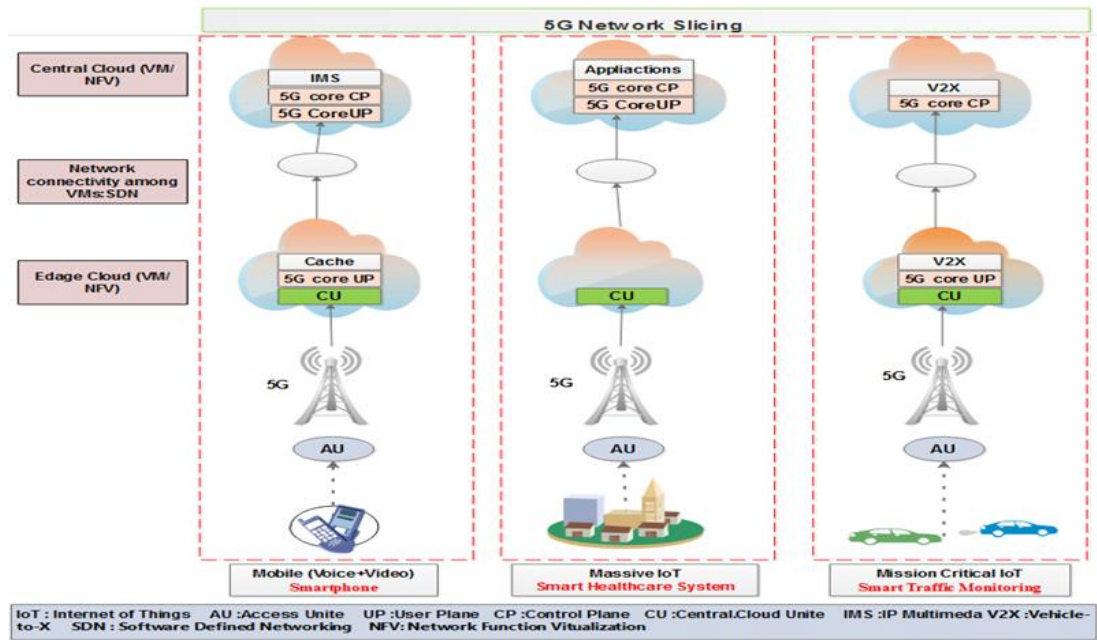 5G Network Slicing
Central Cloud (VM/
NFV)
IMS
5G core CP
5G CoreUP
Appliactions
5G core CP
5G CoreUP
V2X
5G core CP
Network
connectivity among
VMs:SDN
Edage Cloud (VM/
NFV)
Cache
5G core UP
CU
CU
V2X
5G core UP
CU
5G
5G
5G
AU
AU
AU
Mobile (Voice+Video)
Smartphone
Massive IoT
Smart Healthcare System
Mission Critical IoT
Smart Traffic Monitoring
IoT : Internet of Things AU :Access Unite UP :User Plane CP :Control Plane CU :Central.Cloud Unite IMS :IP Multimeda V2X :Vehicle-
to-X SDN : Software Defined Networking NFV: Network Function Vitualization